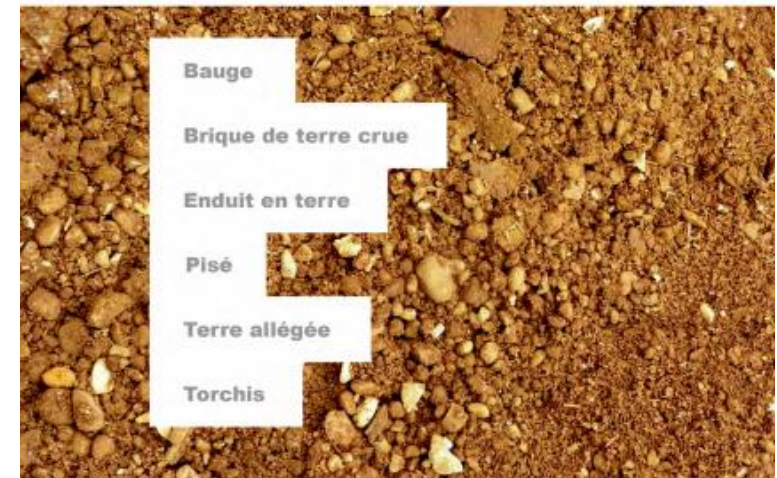 Bauge
Brique de terre crue
Enduit en terre
Pisé
Terre allégée
Torchis